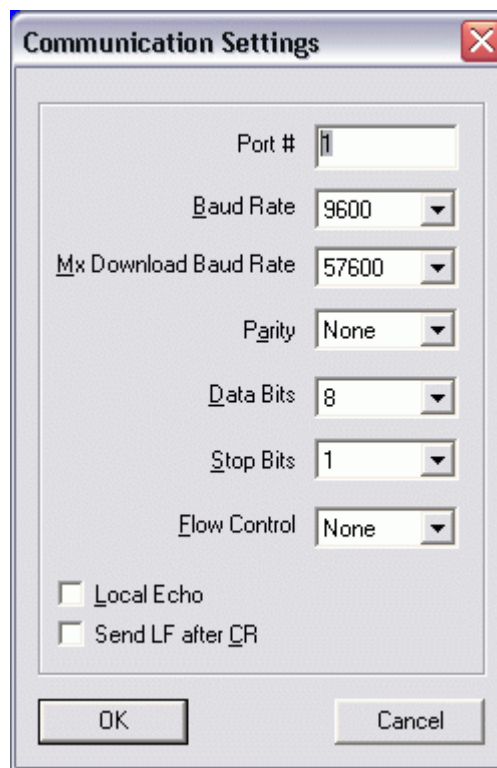 Communication Settings
Port # 1
Baud Rate 9600
Mx Download Baud Rate 57600
Parity None
Data Bits 8
Stop Bits 1
Flow Control None
Local Echo
Send LF after CR
OK Cancel